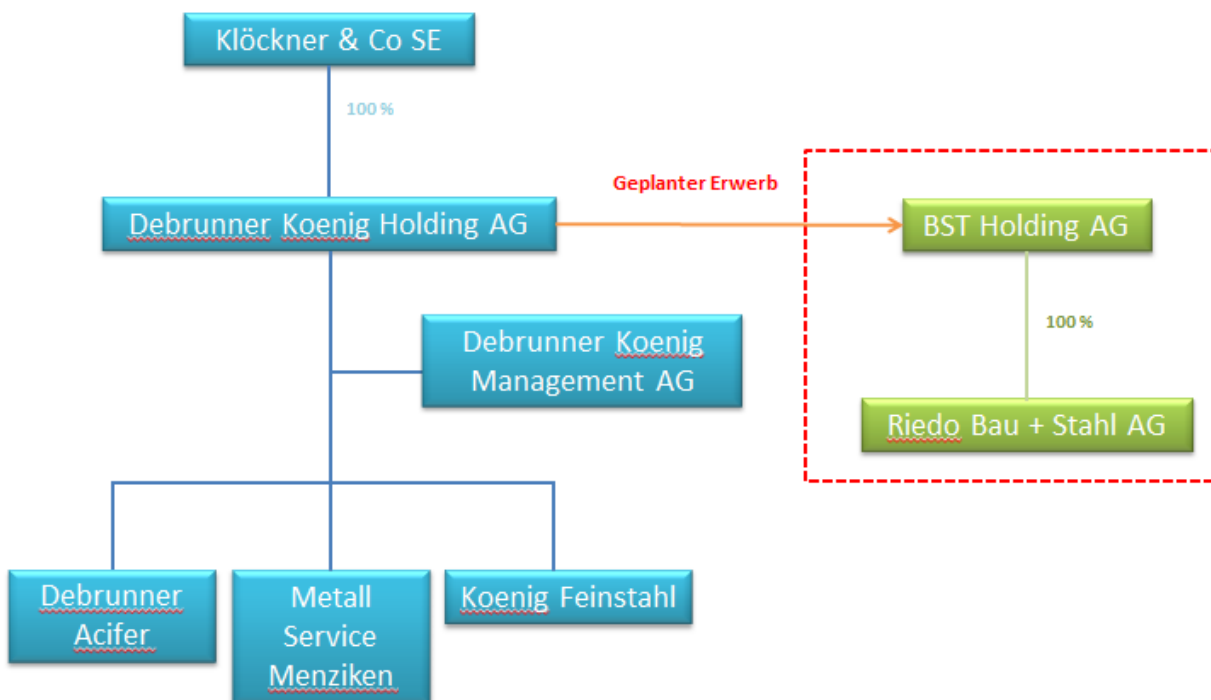 Klöckner & Co SE
100 %
Geplanter Erwerb
Debrunner Koenig Holding AG
BST Holding AG
Debrunner Koenig
Management AG
100 %
Riedo Bau + Stahl AG
Debrunner
Acifer
Metall
Service
Menziken
Koenig Feinstahl